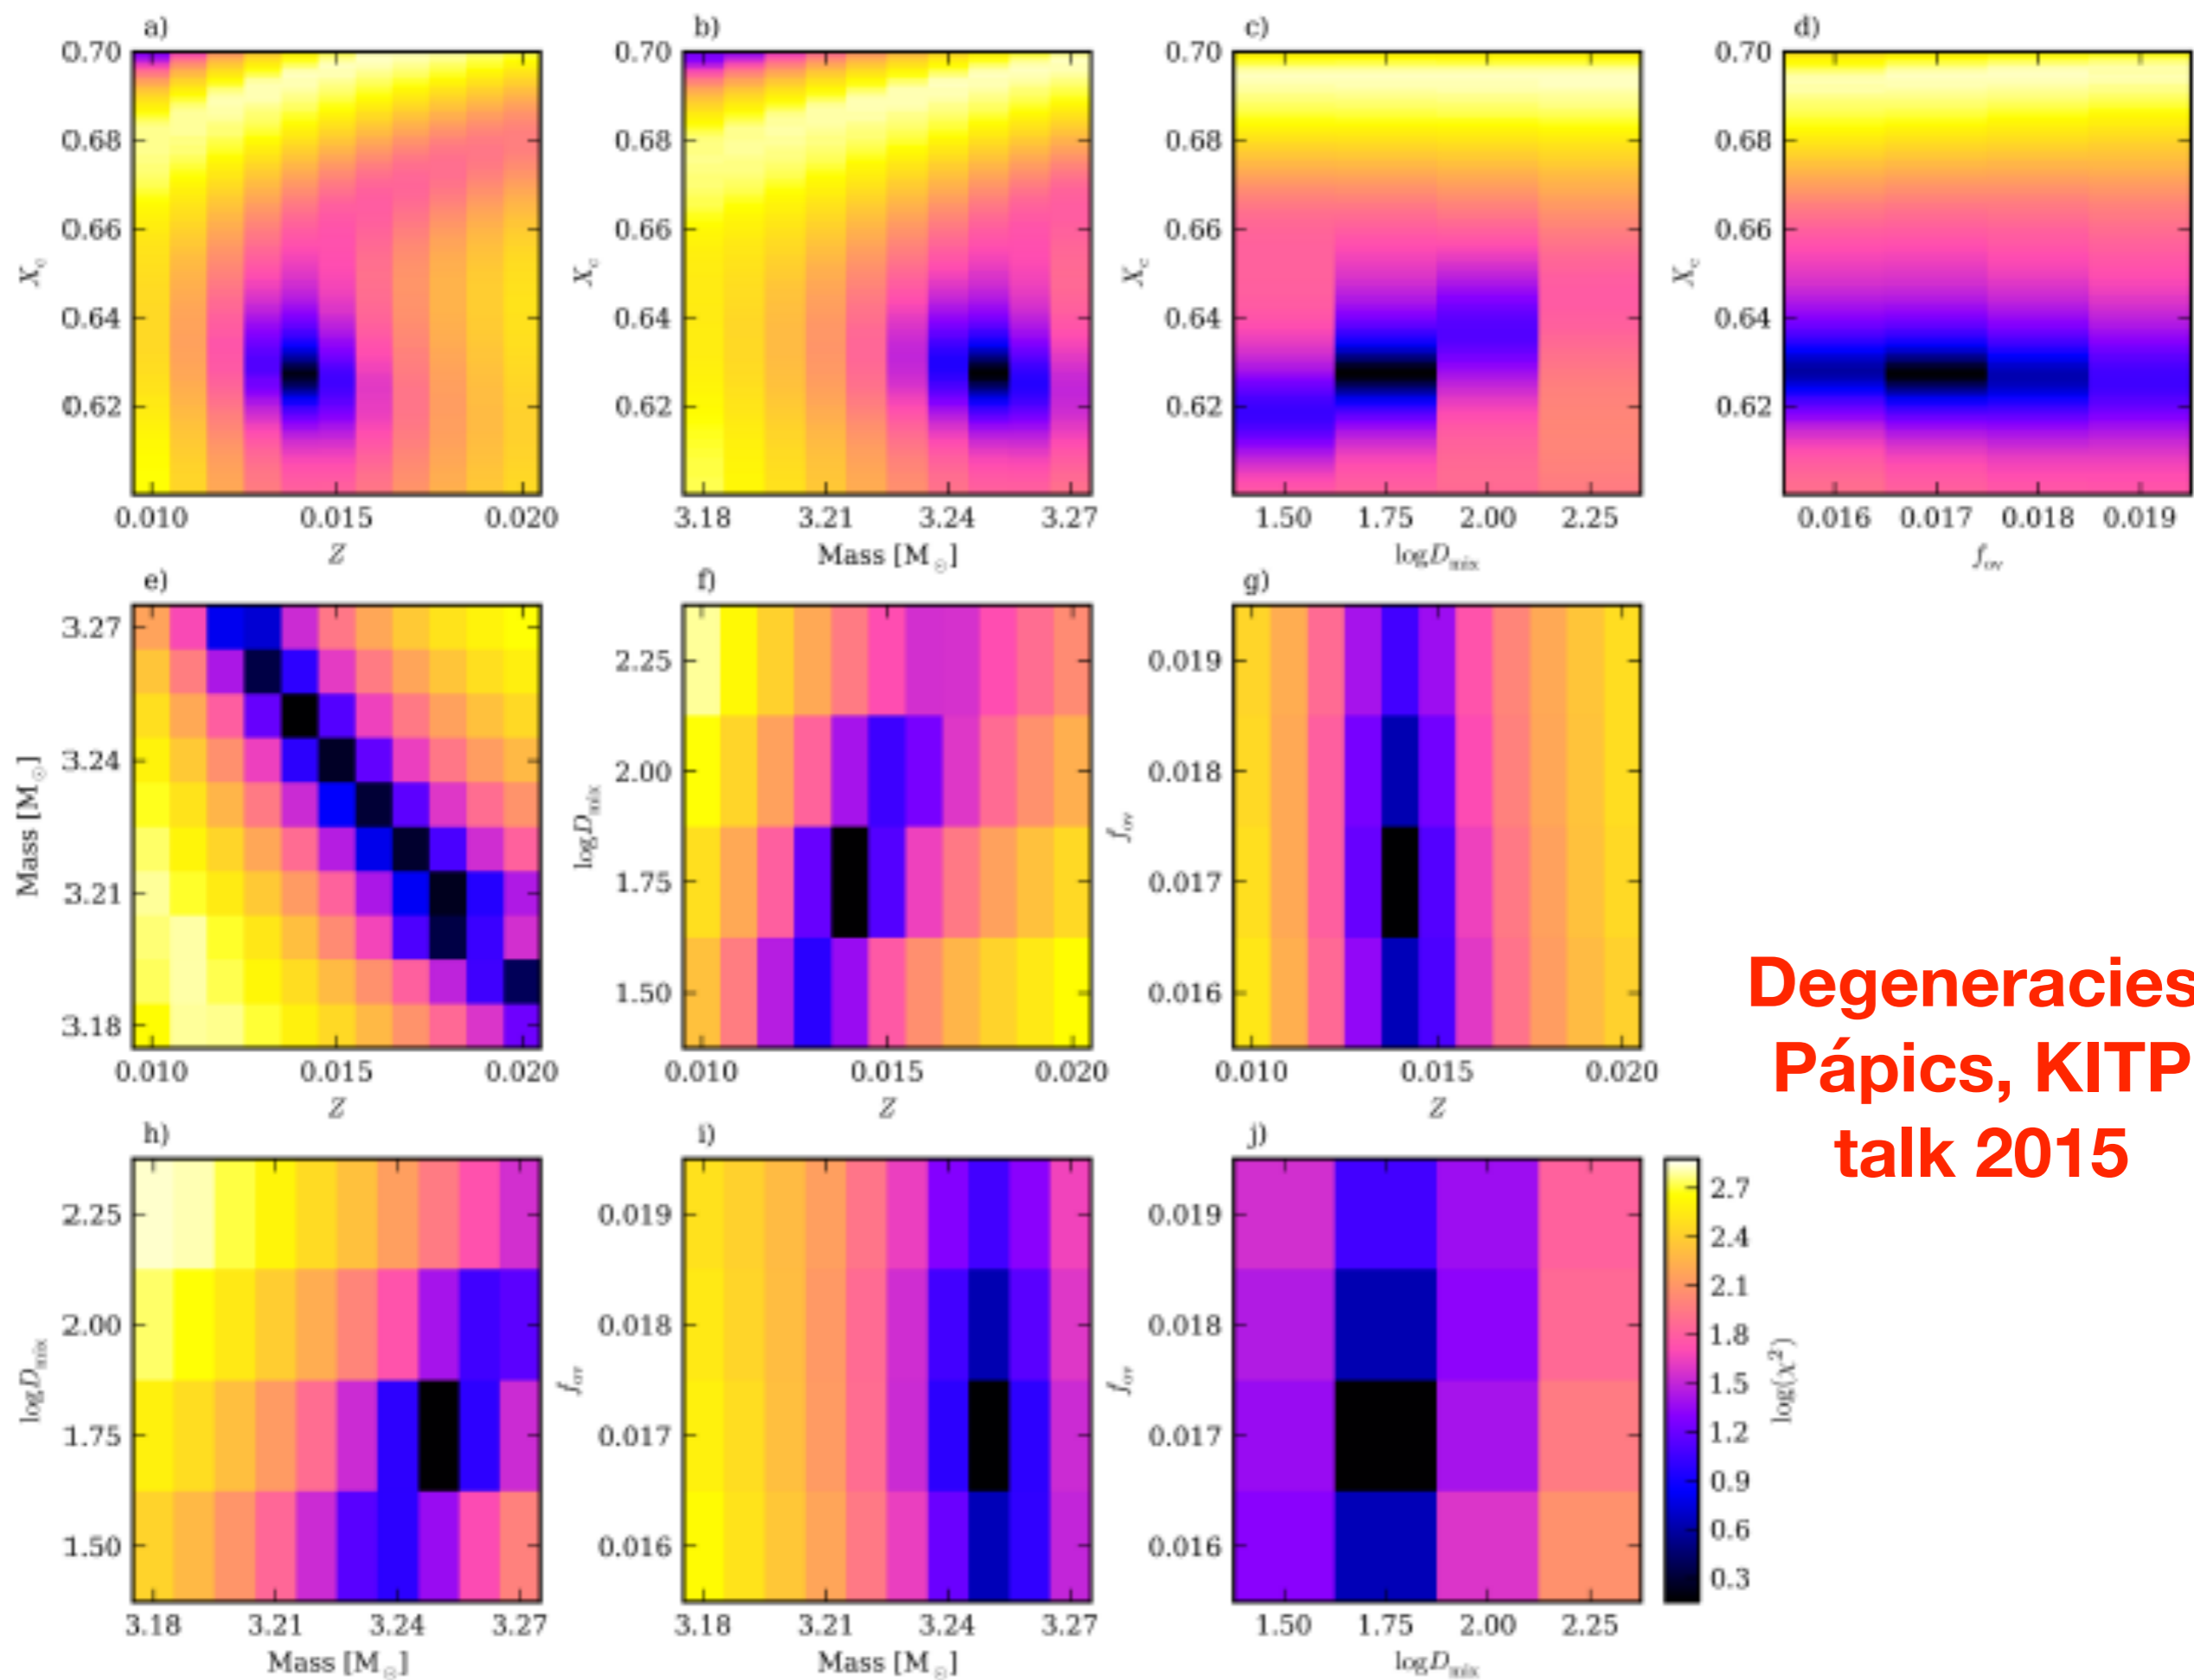 a)
0.70
0.68
0.66
0.64
0.62
X_c
0.010 0.015 0.020
Z
b)
0.70
0.68
0.66
0.64
0.62
X_c
3.18 3.21 3.24 3.27
Mass [M_⊙]
c)
0.70
0.68
0.66
0.64
0.62
X_c
1.50 1.75 2.00 2.25
log D_mix
d)
0.70
0.68
0.66
0.64
0.62
X_c
0.016 0.017 0.018 0.019
f_ov
e)
3.27
3.24
3.21
3.18
Mass [M_⊙]
0.010 0.015 0.020
Z
f)
2.25
2.00
1.75
1.50
log D_mix
0.010 0.015 0.020
Z
g)
0.019
0.018
0.017
0.016
f_ov
0.010 0.015 0.020
Z
Degeneracies
Pápics, KITP
talk 2015
h)
2.25
2.00
1.75
1.50
log D_mix
3.18 3.21 3.24 3.27
Mass [M_⊙]
i)
0.019
0.018
0.017
0.016
f_ov
3.18 3.21 3.24 3.27
Mass [M_⊙]
j)
0.019
0.018
0.017
0.016
f_ov
1.50 1.75 2.00 2.25
log D_mix
2.7
2.4
2.1
1.8
1.5
1.2
0.9
0.6
0.3
log(χ²)